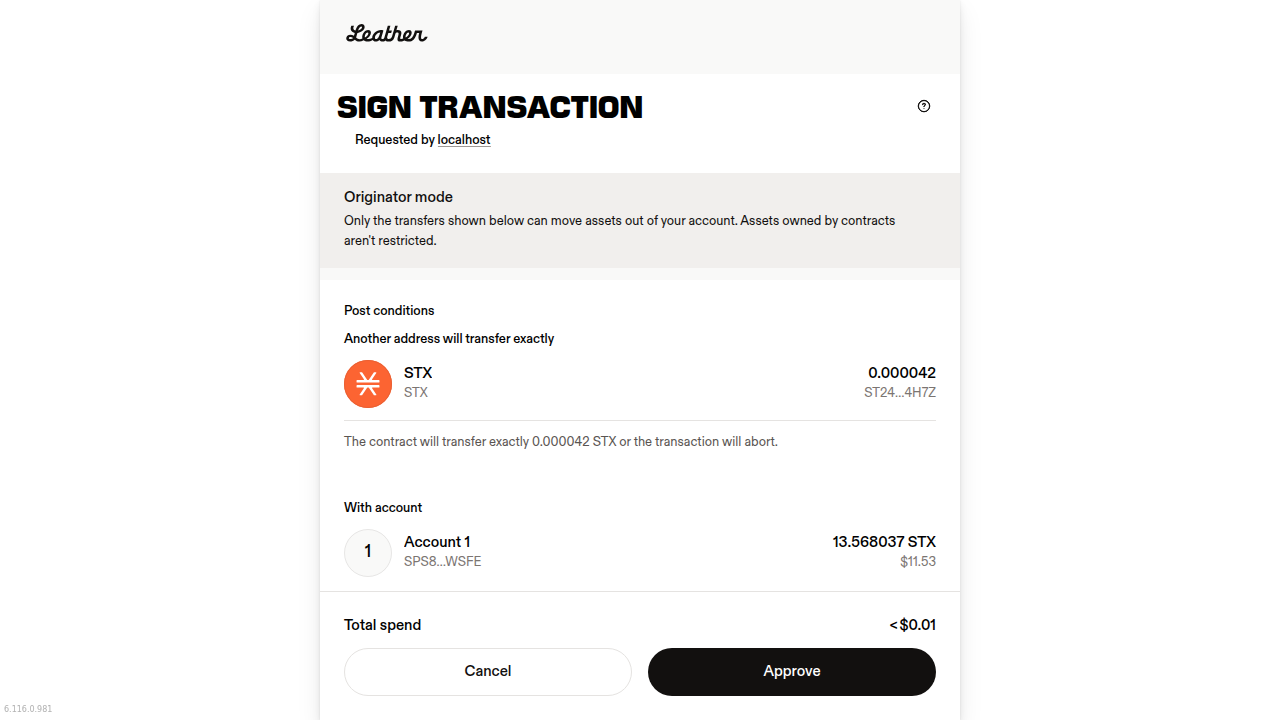 Leather
SIGN TRANSACTION
Requested by localhost
Originator mode
Only the transfers shown below can move assets out of your account. Assets owned by contracts
aren't restricted.
Post conditions
Another address will transfer exactly
STX 0.000042
STX ST24...4H7Z
The contract will transfer exactly 0.000042 STX or the transaction will abort.
With account
1
Account 1 13.568037 STX
SPS8...WSFE $11.53
Total spend <$0.01
Cancel Approve
6.116.0.981